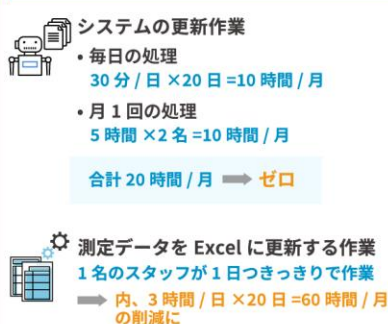 システムの更新作業
• 毎日の処理
30 分 / 日 ×20 日 =10 時間 / 月
• 月 1 回の処理
5 時間 ×2 名 =10 時間 / 月
合計 20 時間 / 月 ➡ ゼロ
測定データを Excel に更新する作業
1 名のスタッフが 1 日つきっきりで作業
➡ 内、3 時間 / 日 ×20 日 =60 時間 / 月
の削減に